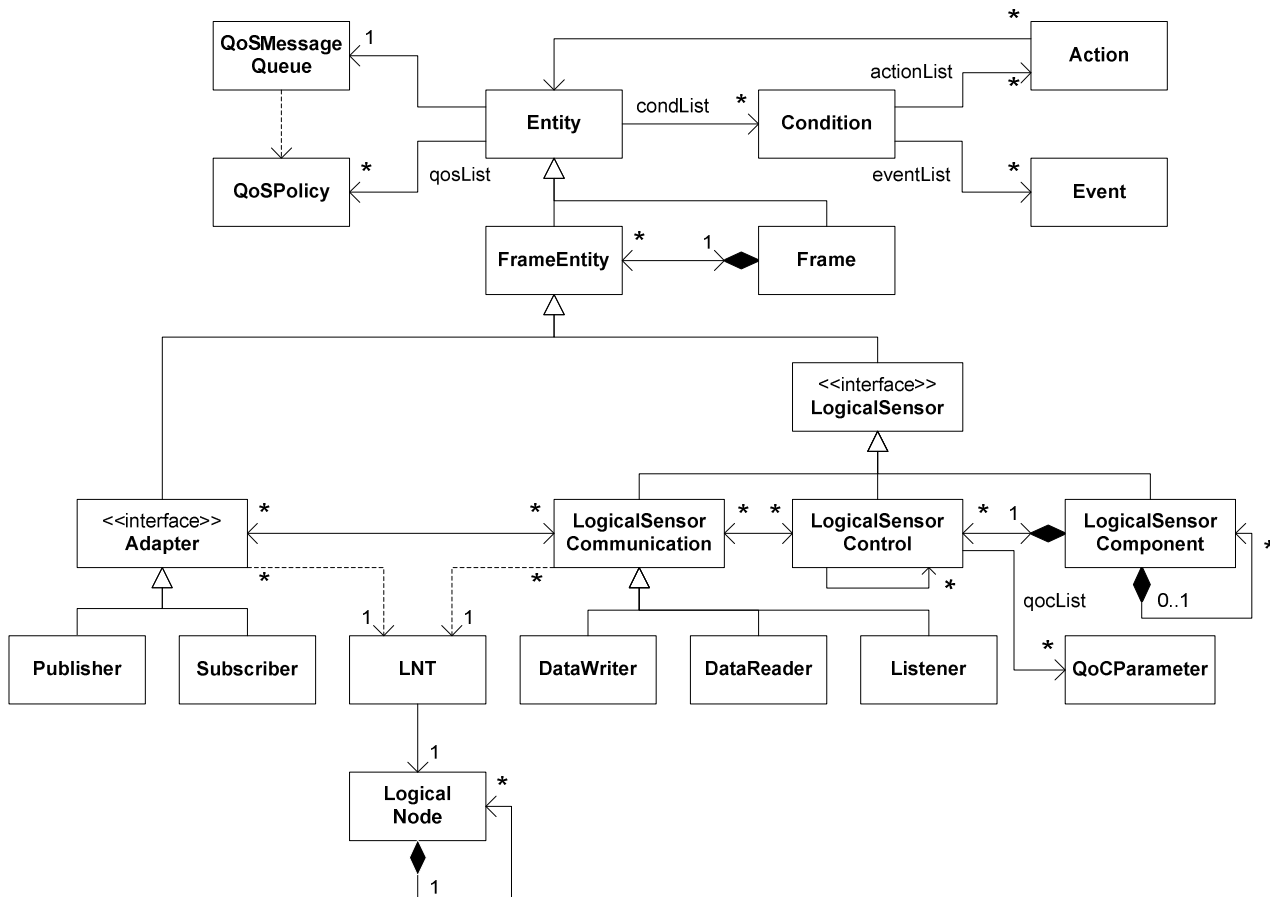 *
QoSMessage
Queue
1
Action
actionList
*
condList
*
Entity
Condition
*
qosList
eventList
*
QoSPolicy
Event
*
1
FrameEntity
Frame
<<interface>>
LogicalSensor
<<interface>>
Adapter
*
*
LogicalSensor
Communication
*
*
LogicalSensor
Control
*
1
LogicalSensor
Component
*
*
*
*
0..1
qocList
1
1
*
Publisher
Subscriber
LNT
DataWriter
DataReader
Listener
QoCParameter
1
*
Logical
Node
1